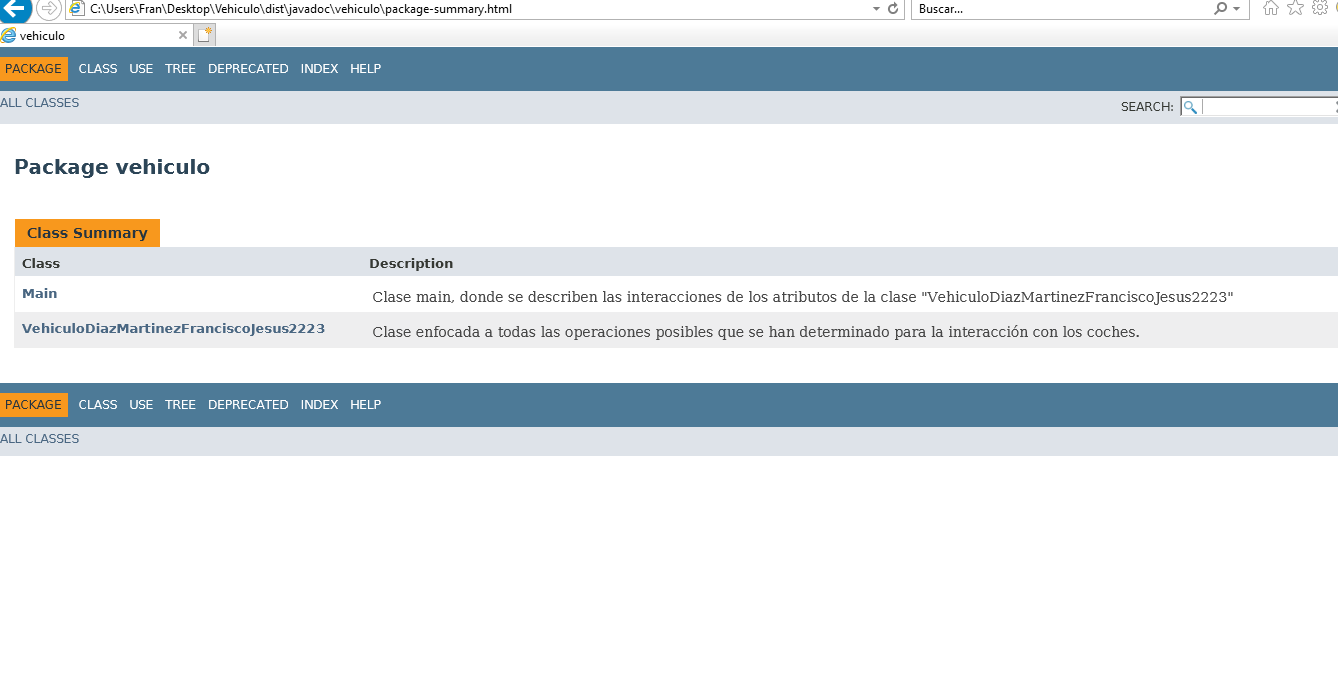 C:\Users\Fran\Desktop\Vehiculo\dist\javadoc\vehiculo\package-summary.html Buscar...
vehiculo
PACKAGE CLASS USE TREE DEPRECATED INDEX HELP
ALL CLASSES SEARCH:
Package vehiculo
Class Summary
Class Description
Main Clase main, donde se describen las interacciones de los atributos de la clase "VehiculoDiazMartinezFranciscoJesus2223"
VehiculoDiazMartinezFranciscoJesus2223 Clase enfocada a todas las operaciones posibles que se han determinado para la interacción con los coches.
PACKAGE CLASS USE TREE DEPRECATED INDEX HELP
ALL CLASSES